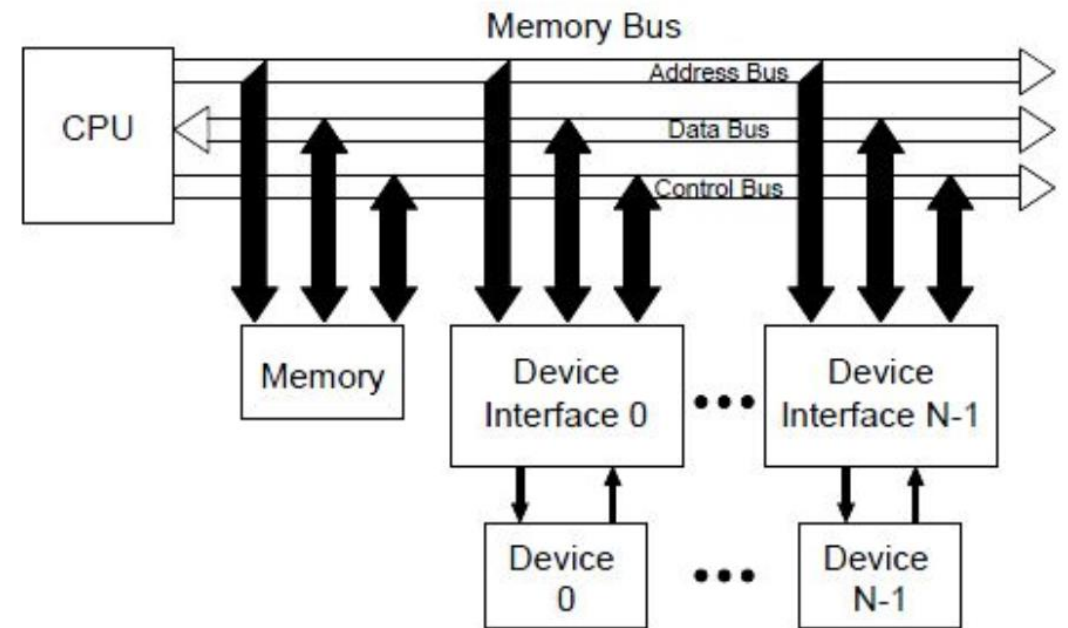 Memory Bus
Address Bus
CPU
Data Bus
Control Bus
Memory
Device
Interface 0
Device
Interface N-1
Device
0
Device
N-1